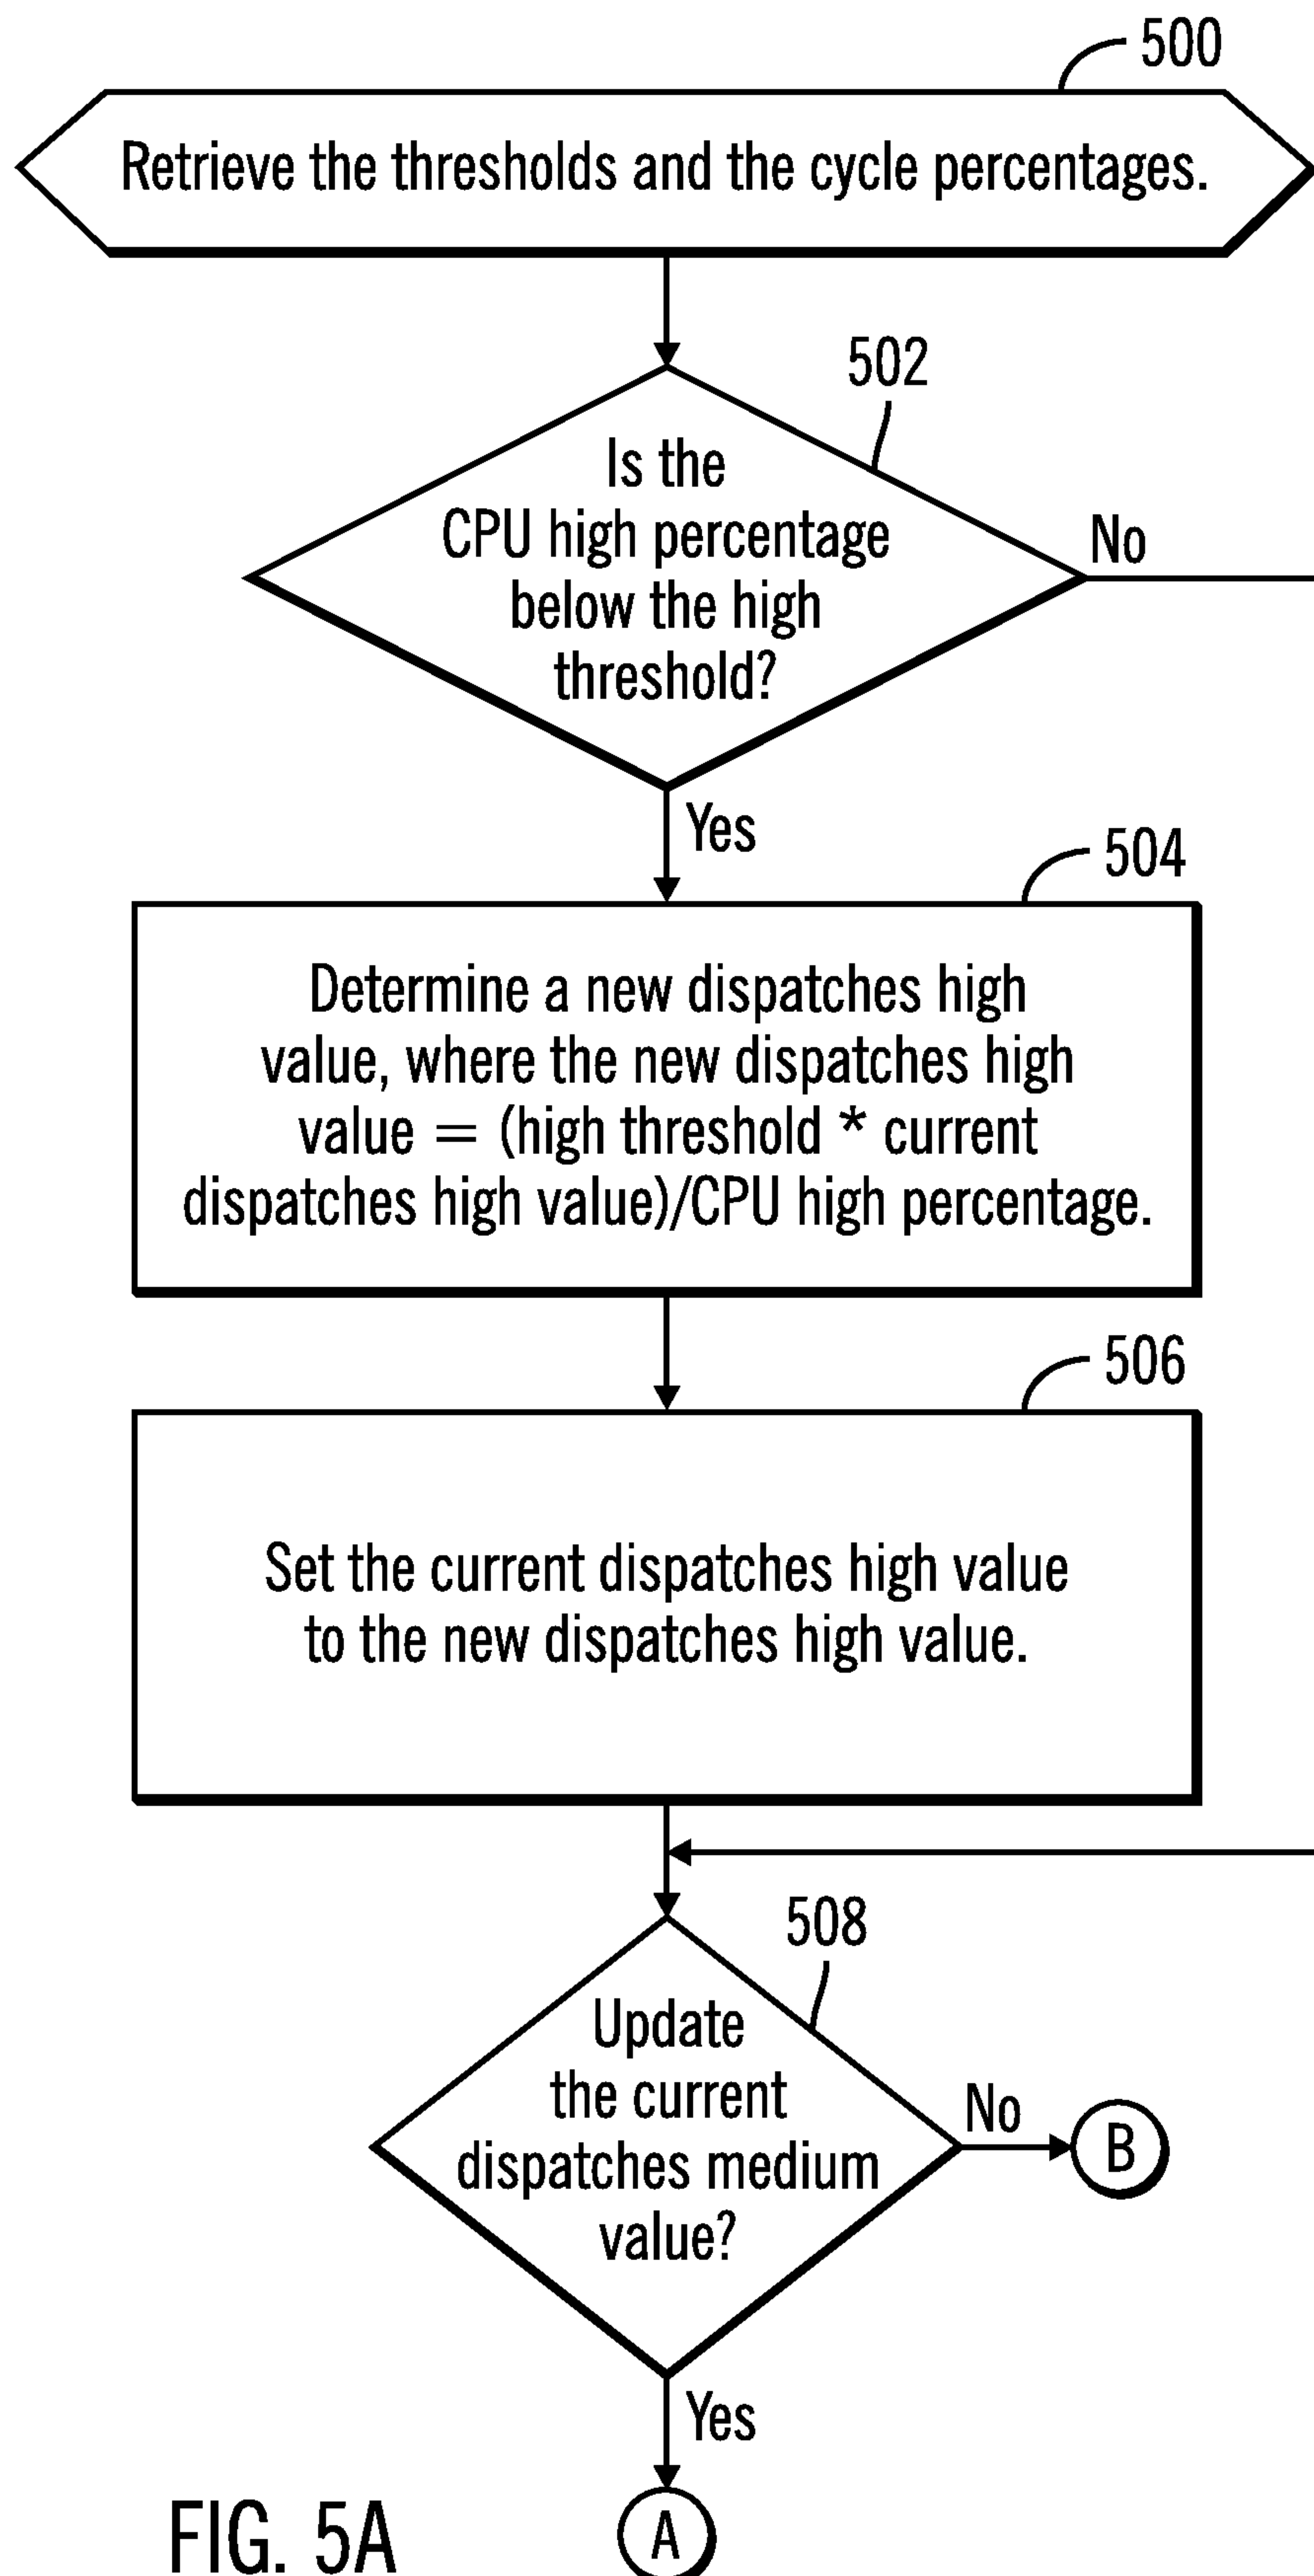 500
Retrieve the thresholds and the cycle percentages.
502
Is the
CPU high percentage
below the high
threshold?
No
Yes
504
Determine a new dispatches high
value, where the new dispatches high
value = (high threshold * current
dispatches high value)/CPU high percentage.
506
Set the current dispatches high value
to the new dispatches high value.
508
Update
the current
dispatches medium
value?
No
B
Yes
A
FIG. 5A